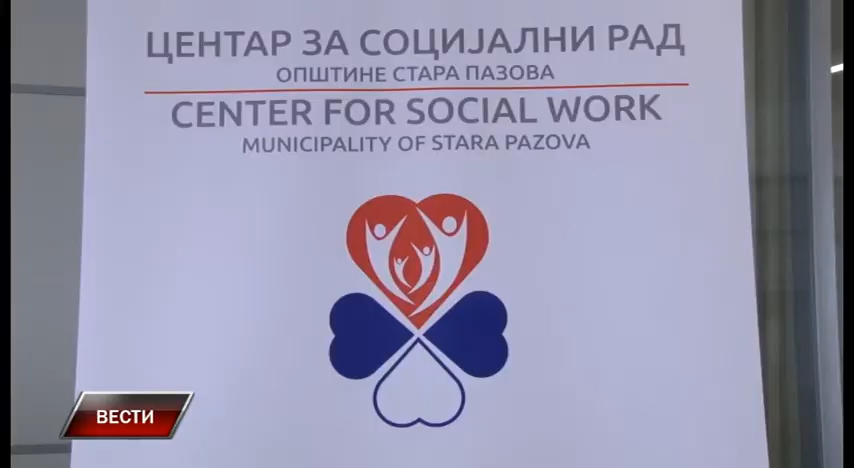 ЦЕНТАР ЗА СОЦИЈАЛНИ РАД
ОПШТИНЕ СТАРА ПАЗОВА
CENTER FOR SOCIAL WORK
MUNICIPALITY OF STARA PAZOVA
ВЕСТИ